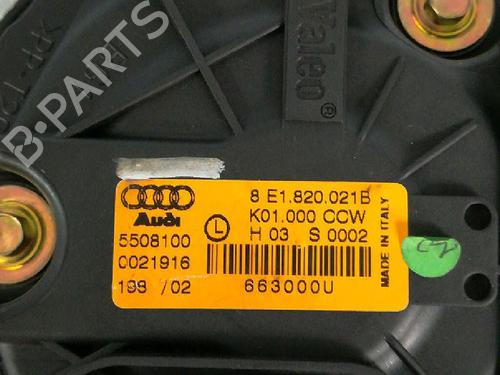 B-PARTS
Valeo®
Audi
8 E1.820.021B
K01.000 CCW
5508100
L
H 03 S 0002
0021916
198 /02
663000U
MADE IN ITALY